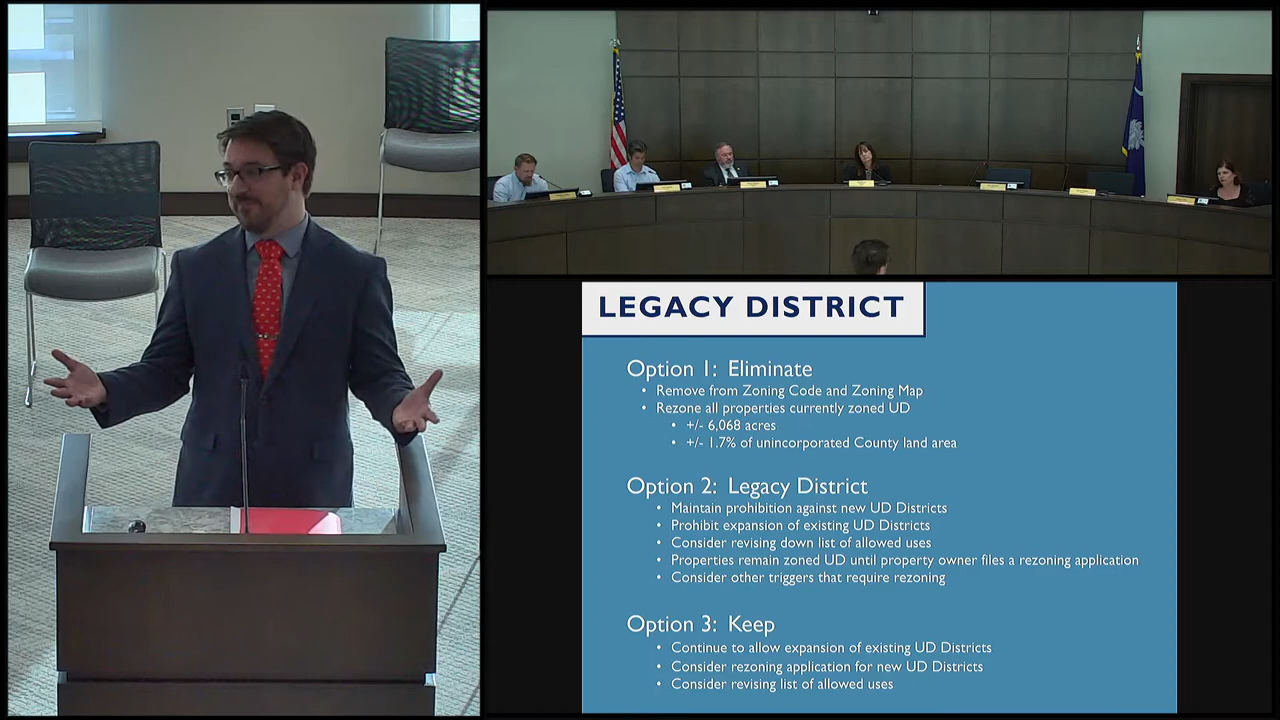 LEGACY DISTRICT
Option 1: Eliminate
• Remove from Zoning Code and Zoning Map
• Rezone all properties currently zoned UD
• +/- 6,068 acres
• +/- 1.7% of unincorporated County land area
Option 2: Legacy District
• Maintain prohibition against new UD Districts
• Prohibit expansion of existing UD Districts
• Consider revising down list of allowed uses
• Properties remain zoned UD until property owner files a rezoning application
• Consider other triggers that require rezoning
Option 3: Keep
• Continue to allow expansion of existing UD Districts
• Consider rezoning application for new UD Districts
• Consider revising list of allowed uses